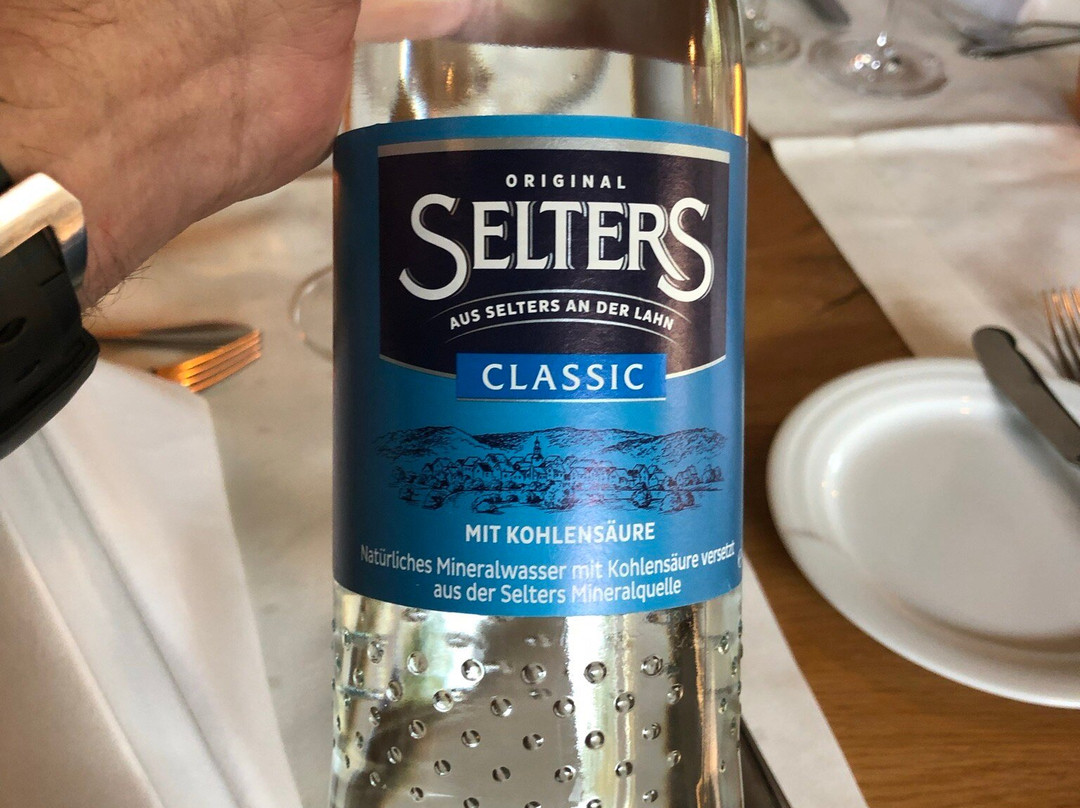 ORIGINAL
SELTERS
AUS SELTERS AN DER LAHN
CLASSIC
MIT KOHLENSÄURE
Natürliches Mineralwasser mit Kohlensäure versetzt
aus der Selters Mineralquelle